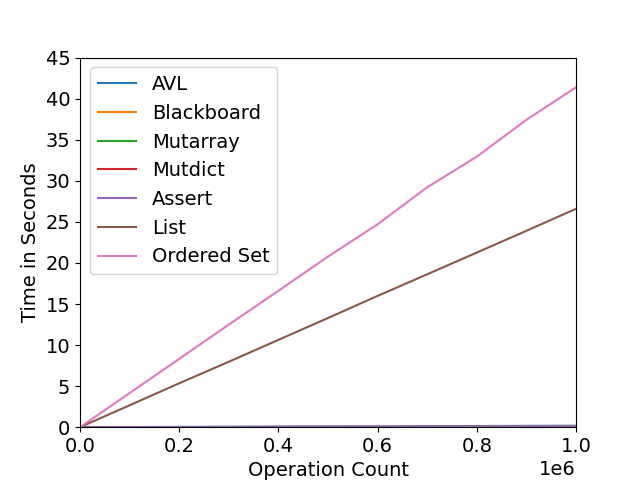 45
40
35
30
25
20
15
10
5
0
Time in Seconds
AVL
Blackboard
Mutarray
Mutdict
Assert
List
Ordered Set
0.0 0.2 0.4 0.6 0.8 1.0
1e6
Operation Count